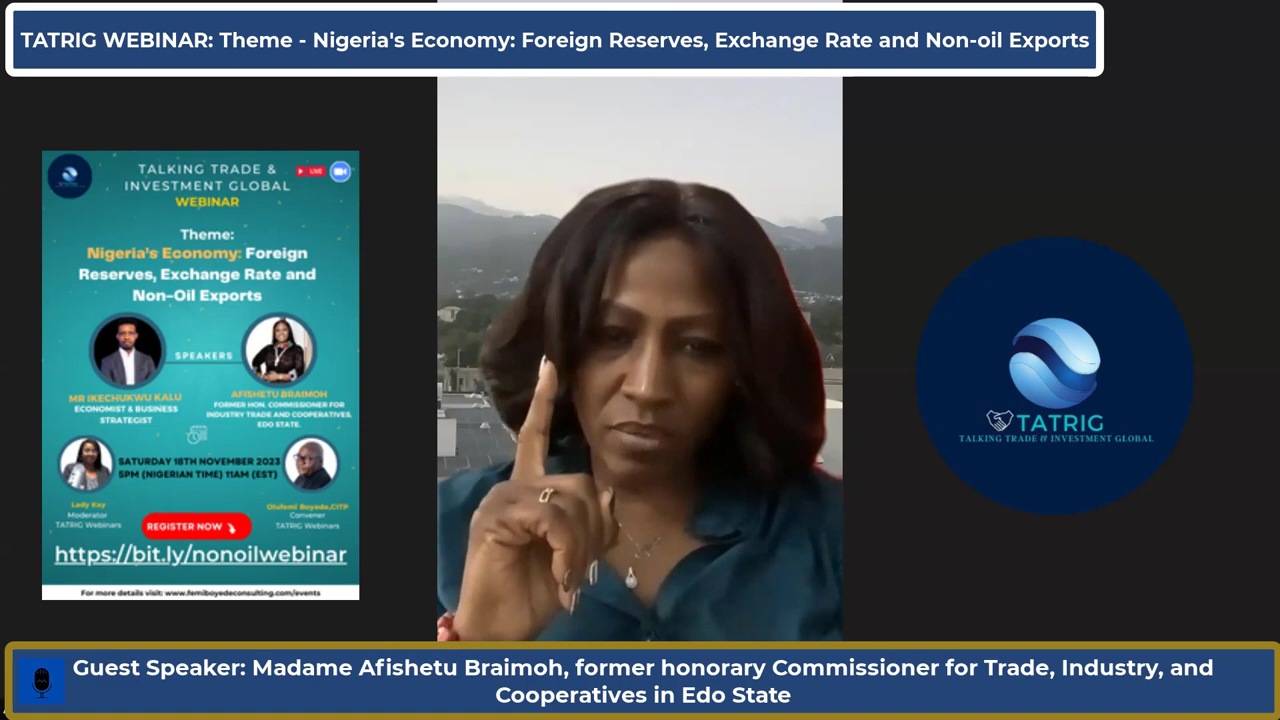 TATRIG WEBINAR: Theme - Nigeria's Economy: Foreign Reserves, Exchange Rate and Non-oil Exports
TALKING TRADE &
INVESTMENT GLOBAL
WEBINAR
LIVE
Theme:
Nigeria's Economy: Foreign
Reserves, Exchange Rate and
Non-Oil Exports
SPEAKERS
MR IKECHUKWU KALU
ECONOMIST & BUSINESS
STRATEGIST
AFISHETU BRAIMOH
FORMER HON. COMMISSIONER FOR
INDUSTRY TRADE AND COOPERATIVES,
EDO STATE.
SATURDAY 18TH NOVEMBER 2023
5PM (NIGERIAN TIME) 11AM (EST)
Lady Kay
Moderator
TATRIG Webinars
Olufemi Boyede,CITP
Convener
TATRIG Webinars
REGISTER NOW
https://bit.ly/nonoilwebinar
For more details visit: www.femiboyedeconsulting.com/events
TATRIG
TALKING TRADE & INVESTMENT GLOBAL
Guest Speaker: Madame Afishetu Braimoh, former honorary Commissioner for Trade, Industry, and
Cooperatives in Edo State